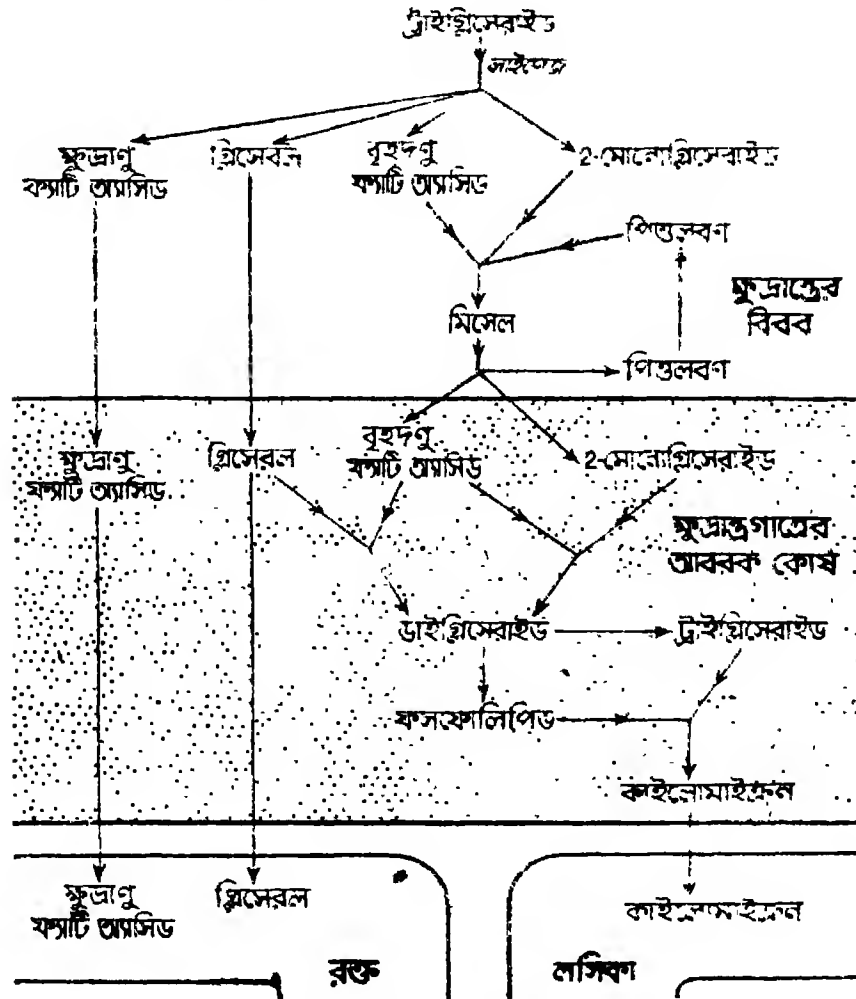 ট্রাইগ্লিসেরাইড
লাইপেজ
ক্ষুদ্রাণু
ফ্যাটি অ্যাসিড
গ্লিসেরল
বৃহদণু
ফ্যাটি অ্যাসিড
2-মোনোগ্লিসেরাইড
পিত্তলবণ
ক্ষুদ্রান্ত্রের
বিবর
মিসেল
পিত্তলবণ
ক্ষুদ্রাণু
ফ্যাটি অ্যাসিড
গ্লিসেরল
বৃহদণু
ফ্যাটি অ্যাসিড
2-মোনোগ্লিসেরাইড
ক্ষুদ্রান্ত্রগাত্রের
আবরক কোষ
ডাইগ্লিসেরাইড
ট্রাইগ্লিসেরাইড
ফসফোলিপিড
কাইলোমাইক্রন
ক্ষুদ্রাণু
ফ্যাটি অ্যাসিড
গ্লিসেরল
কাইলোমাইক্রন
রক্ত
লসিকা